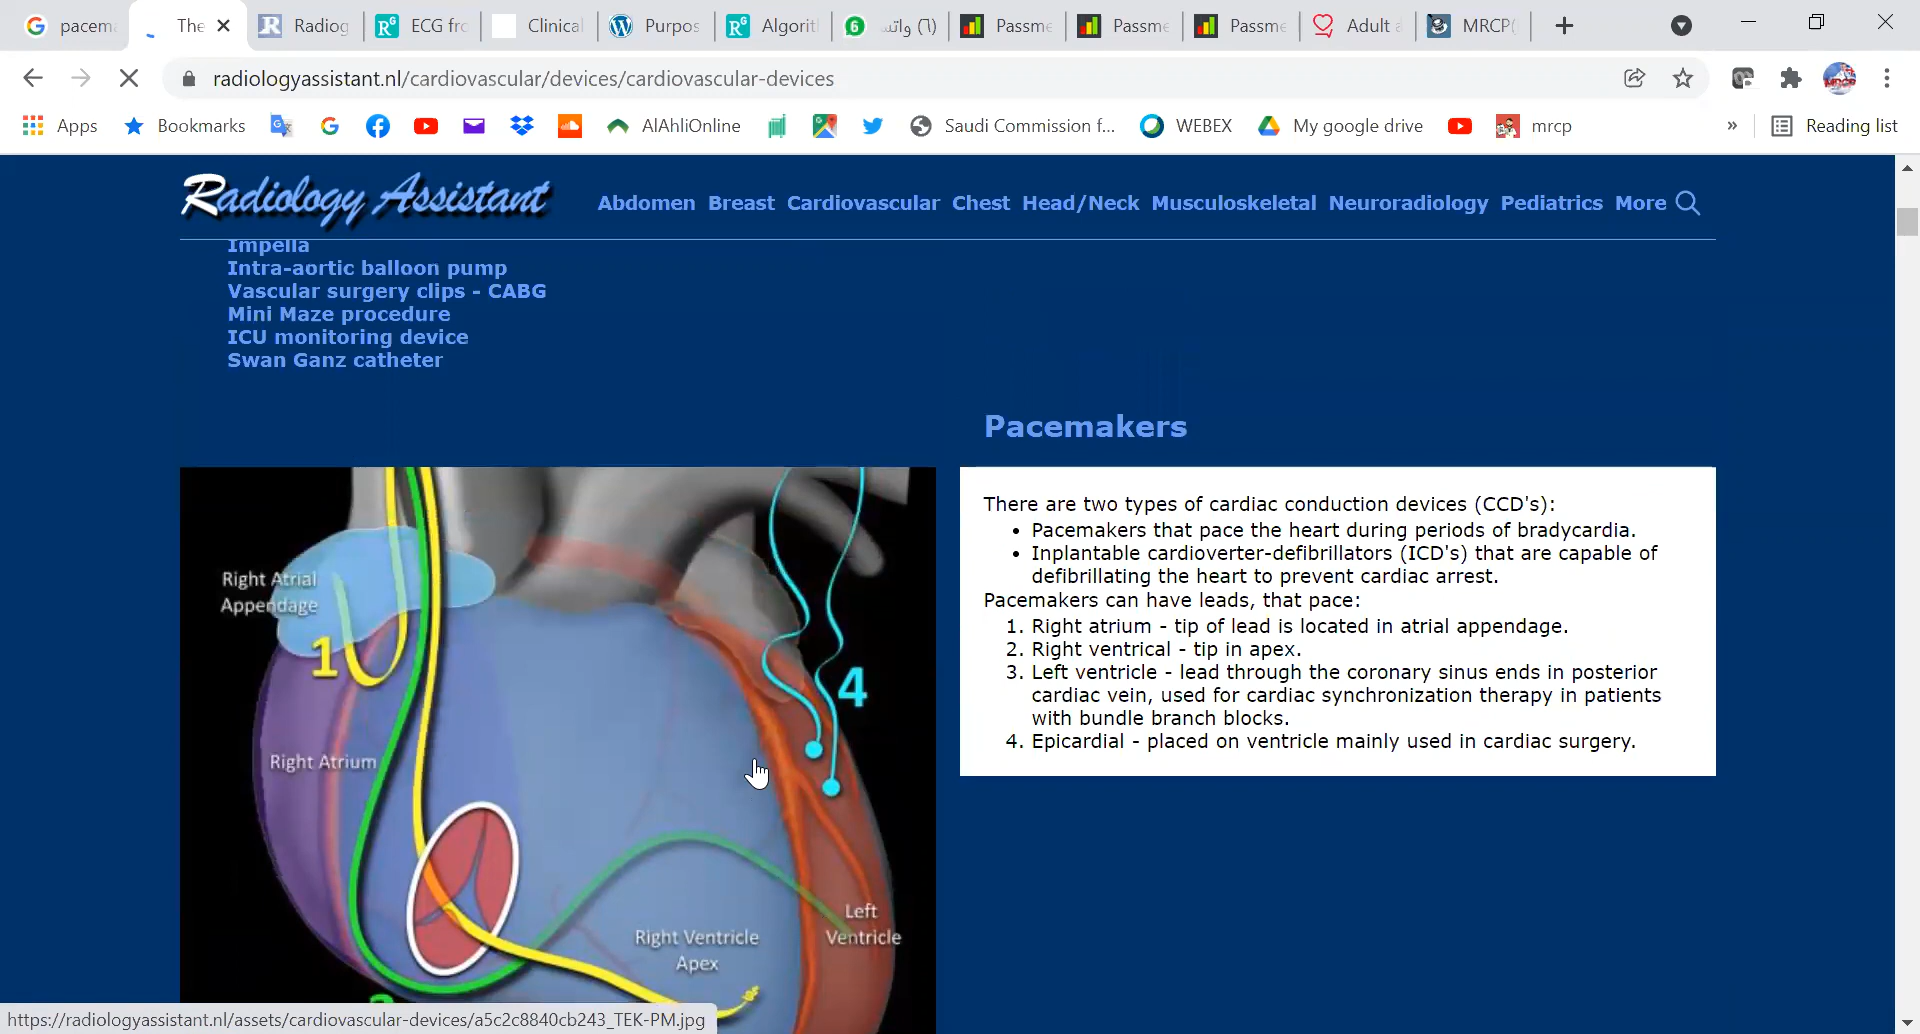 pacem
The
Radiog
ECG fro
Clinical
Purpos
Algorit
(٦) واتس
Passme
Passme
Passme
Adult a
MRCP(
radiologyassistant.nl/cardiovascular/devices/cardiovascular-devices
Apps
Bookmarks
AlAhliOnline
Saudi Commission f...
WEBEX
My google drive
mrcp
»
Reading list
Radiology Assistant
Abdomen Breast Cardiovascular Chest Head/Neck Musculoskeletal Neuroradiology Pediatrics More
Impella
Intra-aortic balloon pump
Vascular surgery clips - CABG
Mini Maze procedure
ICU monitoring device
Swan Ganz catheter
Pacemakers
There are two types of cardiac conduction devices (CCD's):
• Pacemakers that pace the heart during periods of bradycardia.
• Inplantable cardioverter-defibrillators (ICD's) that are capable of
defibrillating the heart to prevent cardiac arrest.
Pacemakers can have leads, that pace:
1. Right atrium - tip of lead is located in atrial appendage.
2. Right ventrical - tip in apex.
3. Left ventricle - lead through the coronary sinus ends in posterior
cardiac vein, used for cardiac synchronization therapy in patients
with bundle branch blocks.
4. Epicardial - placed on ventricle mainly used in cardiac surgery.
Right Atrial
Appendage
1
4
Right Atrium
Left
Ventricle
Right Ventricle
Apex
https://radiologyassistant.nl/assets/cardiovascular-devices/a5c2c8840cb243_TEK-PM.jpg